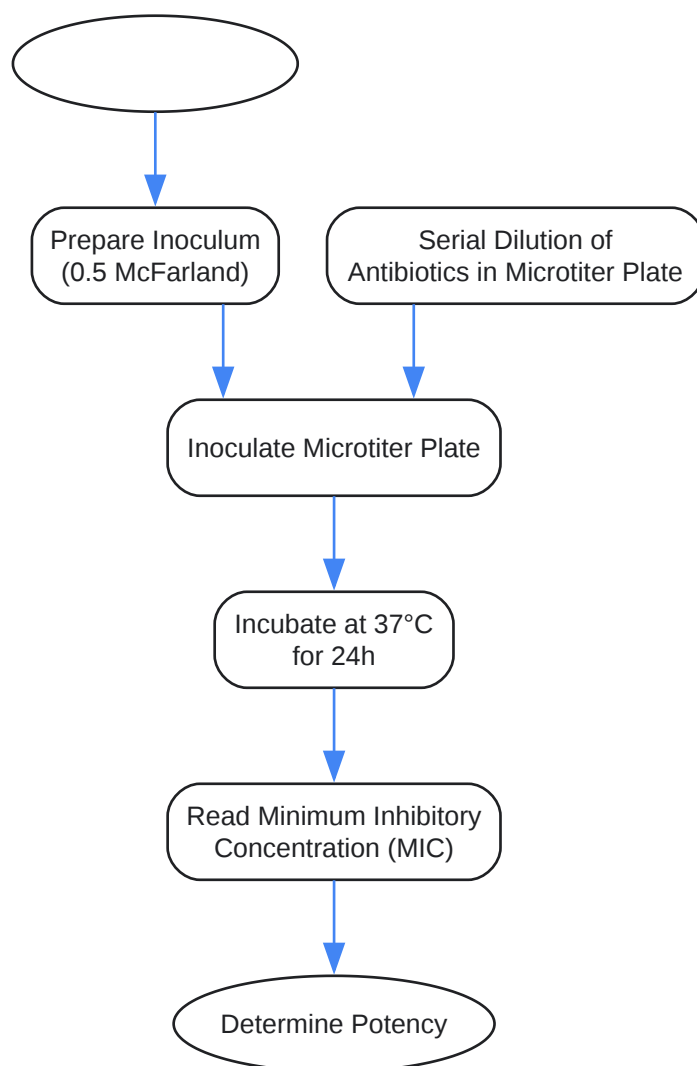 Prepare Inoculum
(0.5 McFarland)
Serial Dilution of
Antibiotics in Microtiter Plate
Inoculate Microtiter Plate
Incubate at 37°C
for 24h
Read Minimum Inhibitory
Concentration (MIC)
Determine Potency